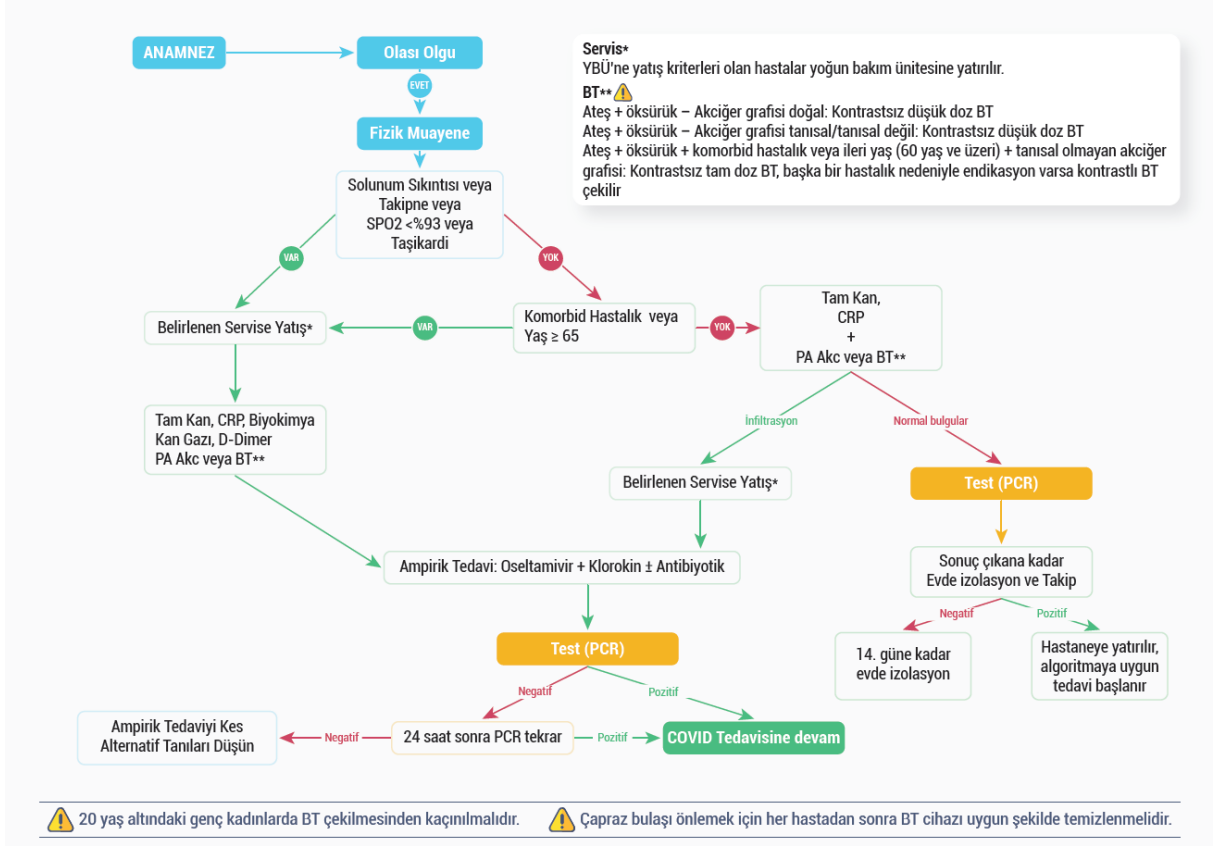 ANAMNEZ
Olası Olgu
EVET
Fizik Muayene
Solunum Sıkıntısı veya
Takipne veya
SPO2 <%93 veya
Taşikardi
Servis*
YBÜ'ne yatış kriterleri olan hastalar yoğun bakım ünitesine yatırılır.
BT**
Ateş + öksürük – Akciğer grafisi doğal: Kontrastsız düşük doz BT
Ateş + öksürük – Akciğer grafisi tanısal/tanısal değil: Kontrastsız düşük doz BT
Ateş + öksürük + komorbid hastalık veya ileri yaş (60 yaş ve üzeri) + tanısal olmayan akciğer
grafisi: Kontrastsız tam doz BT, başka bir hastalık nedeniyle endikasyon varsa kontrastlı BT
çekilir
VAR
YOK
Belirlenen Servise Yatış*
VAR
Komorbid Hastalık veya
Yaş ≥ 65
YOK
Tam Kan,
CRP
+
PA Akc veya BT**
Tam Kan, CRP, Biyokimya
Kan Gazı, D-Dimer
PA Akc veya BT**
İnfiltrasyon
Normal bulgular
Belirlenen Servise Yatış*
Test (PCR)
Ampirik Tedavi: Oseltamivir + Klorokin ± Antibiyotik
Sonuç çıkana kadar
Evde izolasyon ve Takip
Negatif
Pozitif
14. güne kadar
evde izolasyon
Hastaneye yatırılır,
algoritmaya uygun
tedavi başlanır
Test (PCR)
Negatif
Pozitif
Ampirik Tedaviyi Kes
Alternatif Tanıları Düşün
Negatif
24 saat sonra PCR tekrar
Pozitif
COVID Tedavisine devam
20 yaş altındaki genç kadınlarda BT çekilmesinden kaçınılmalıdır.
Çapraz bulaşı önlemek için her hastadan sonra BT cihazı uygun şekilde temizlenmelidir.